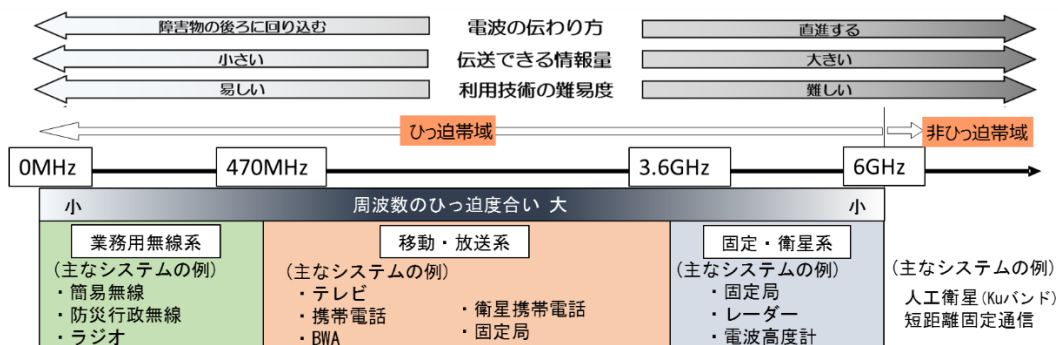 障害物の後ろに回り込む 電波の伝わり方 直進する
小さい 伝送できる情報量 大きい
易しい 利用技術の難易度 難しい
ひっ迫帯域 非ひっ迫帯域
0MHz 470MHz 3.6GHz 6GHz
小 周波数のひっ迫度合い 大 小
業務用無線系
(主なシステムの例)
・簡易無線
・防災行政無線
・ラジオ
移動・放送系
(主なシステムの例)
・テレビ
・携帯電話
・BWA
・衛星携帯電話
・固定局
固定・衛星系
(主なシステムの例)
・固定局
・レーダー
・電波高度計
(主なシステムの例)
人工衛星(Kuバンド)
短距離固定通信